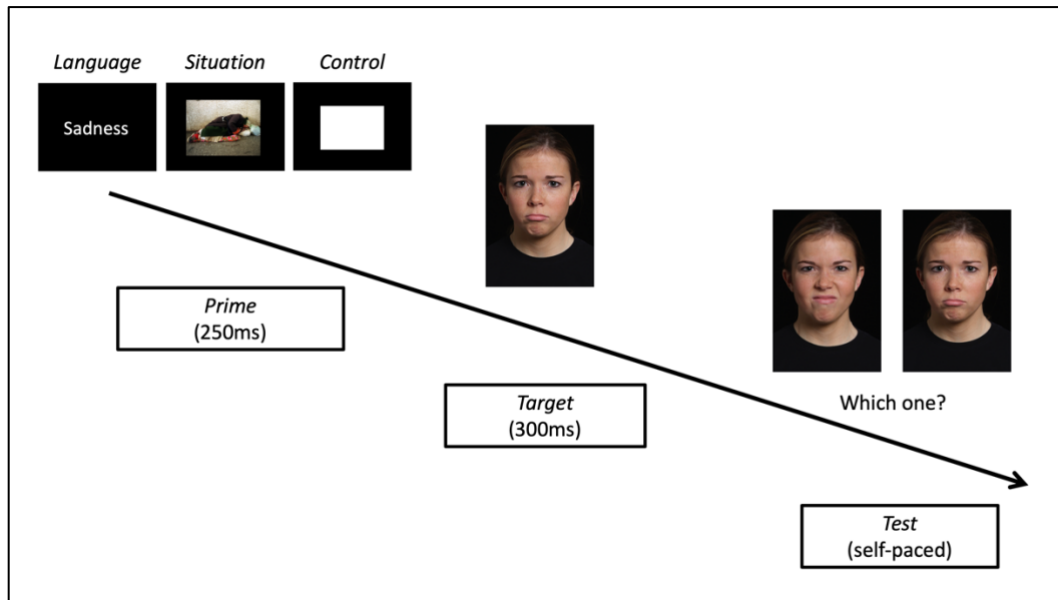 Language
Situation
Control
Sadness
Prime
(250ms)
Target
(300ms)
Which one?
Test
(self-paced)